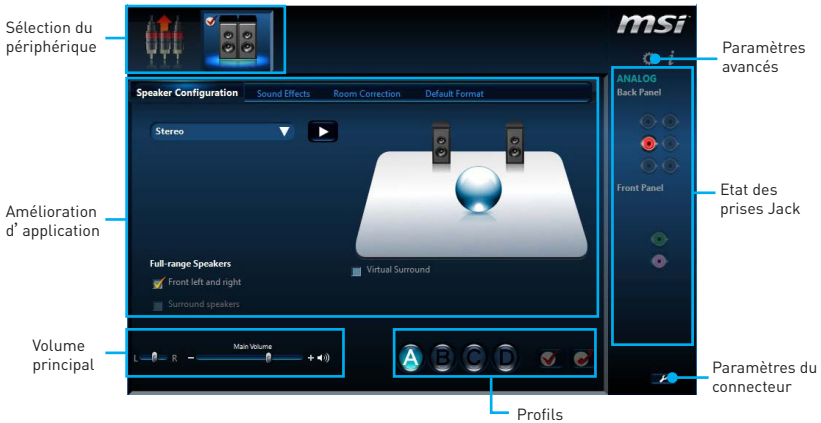 Sélection du
périphérique
msi
Paramètres
avancés
i
ANALOG
Back Panel
Speaker Configuration
Sound Effects
Room Correction
Default Format
Stereo
Front Panel
Etat des
prises Jack
Amélioration
d'application
Full-range Speakers
Front left and right
Surround speakers
Virtual Surround
Volume
principal
Main Volume
L
R
-
+
A
B
C
D
Paramètres du
connecteur
Profils